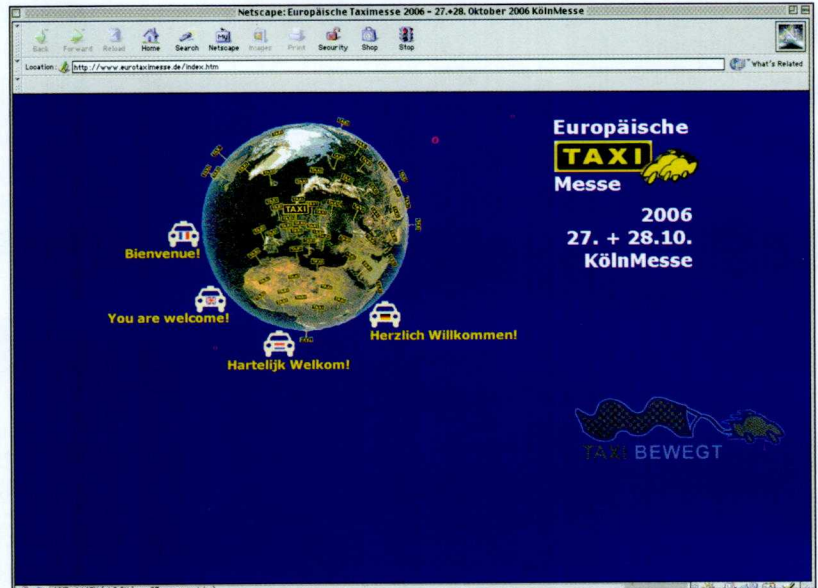 Netscape: Europäische Taximesse 2006 - 27.+28. Oktober 2006 KölnMesse
Back Forward Reload Home Search Netscape Images Print Security Shop Stop
Location: http://www.eurotaximesse.de/index.htm What's Related
Europäische
TAXI
Messe
2006
27. + 28.10.
KölnMesse
TAXI
Bienvenue!
You are welcome!
Herzlich Willkommen!
Hartelijk Welkom!
TAXI BEWEGT